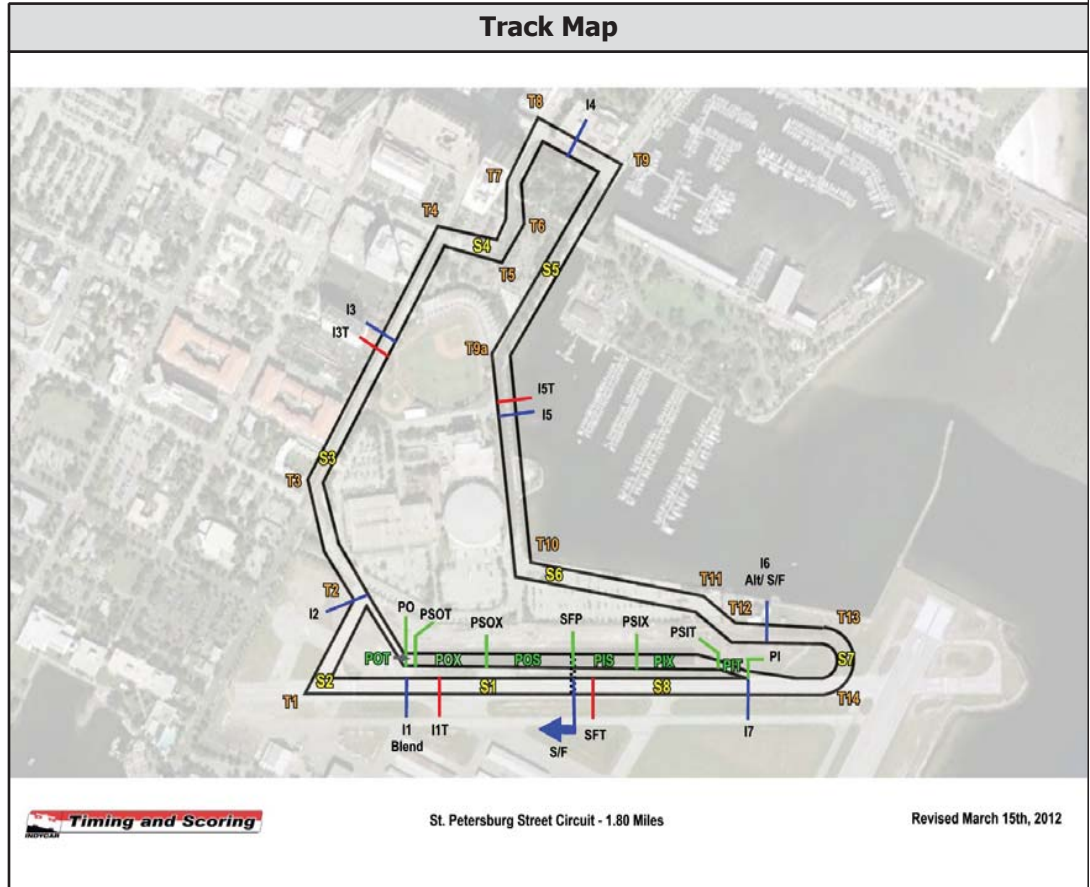 Track Map
T8
I4
T9
T7
T4
T6
S4
T5
S5
I3
I3T
T9a
I5T
I5
S3
T3
T10
S6
T11
I6
Alt/ S/F
T12
T13
T2
I2
PO
PSOT
PSOX
SFP
PSIX
PSIT
PI
POT
POX
POS
PIS
PIX
PIT
S7
S2
S1
S8
T1
T14
I1
Blend
I1T
S/F
SFT
I7
INDYCAR
Timing and Scoring
St. Petersburg Street Circuit - 1.80 Miles
Revised March 15th, 2012